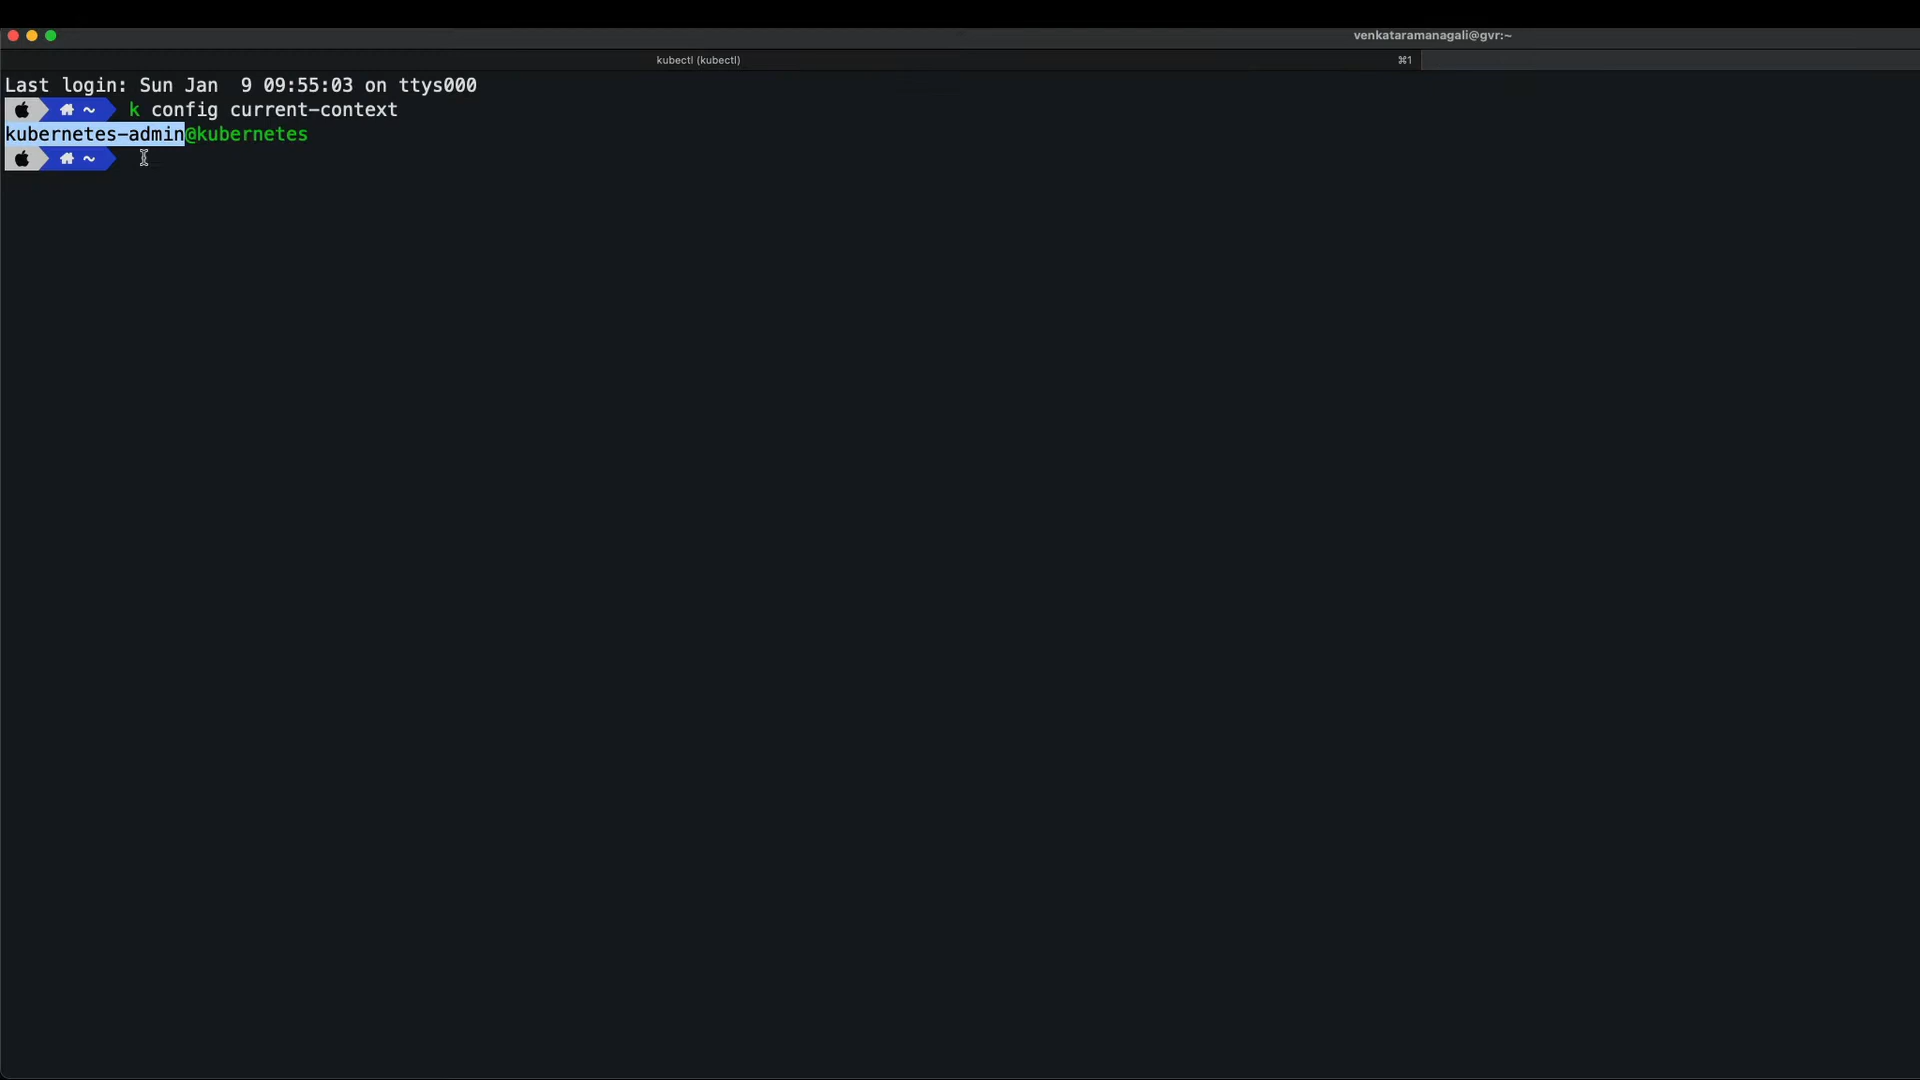 venkataramanagali@gvr:~
kubectl (kubectl) ⌘1
Last login: Sun Jan  9 09:55:03 on ttys000
~ k config current-context
kubernetes-admin@kubernetes
~